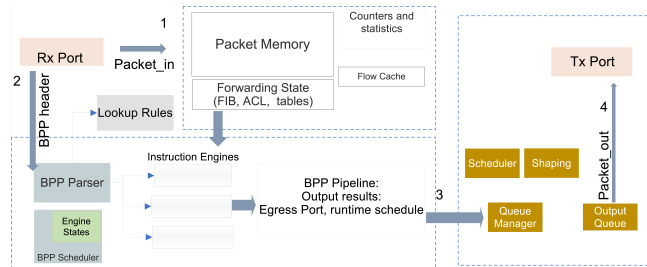 1
Rx Port
Packet_in
2
BPP header
Packet Memory
Counters and
statistics
Flow Cache
Forwarding State
(FIB, ACL, tables)
Lookup Rules
Tx Port
4
Packet_out
Instruction Engines
BPP Parser
BPP Pipeline:
Output results:
Egress Port, runtime schedule
3
Scheduler
Shaping
Queue
Manager
Output
Queue
Engine
States
BPP Scheduler